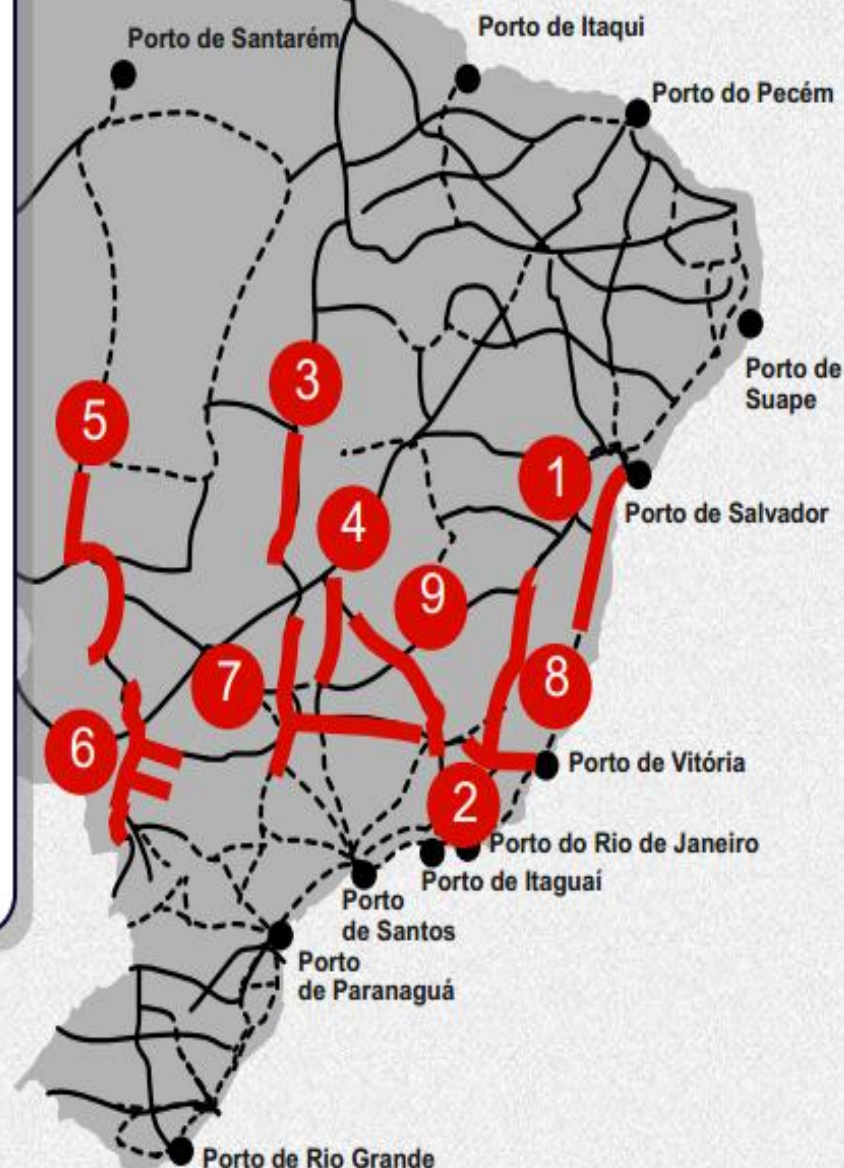 Porto de Santarém
Porto de Itaqui
Porto do Pecém
Porto de
Suape
3
5
1
Porto de Salvador
4
9
7
8
6
Porto de Vitória
2
Porto do Rio de Janeiro
Porto de Itaguaí
Porto
de Santos
Porto
de Paranaguá
Porto de Rio Grande